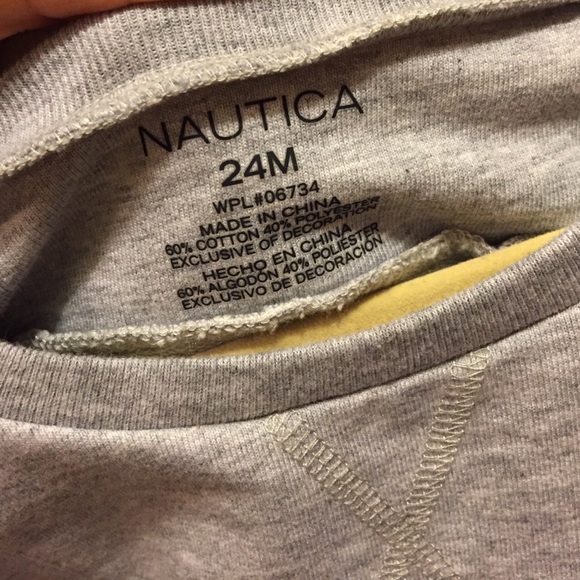 NAUTICA
24M
WPL#06734
MADE IN CHINA
60% COTTON 40% POLYESTER
EXCLUSIVE OF DECORATION
HECHO EN CHINA
60% ALGODON 40% POLIESTER
EXCLUSIVO DE DECORACIÓN